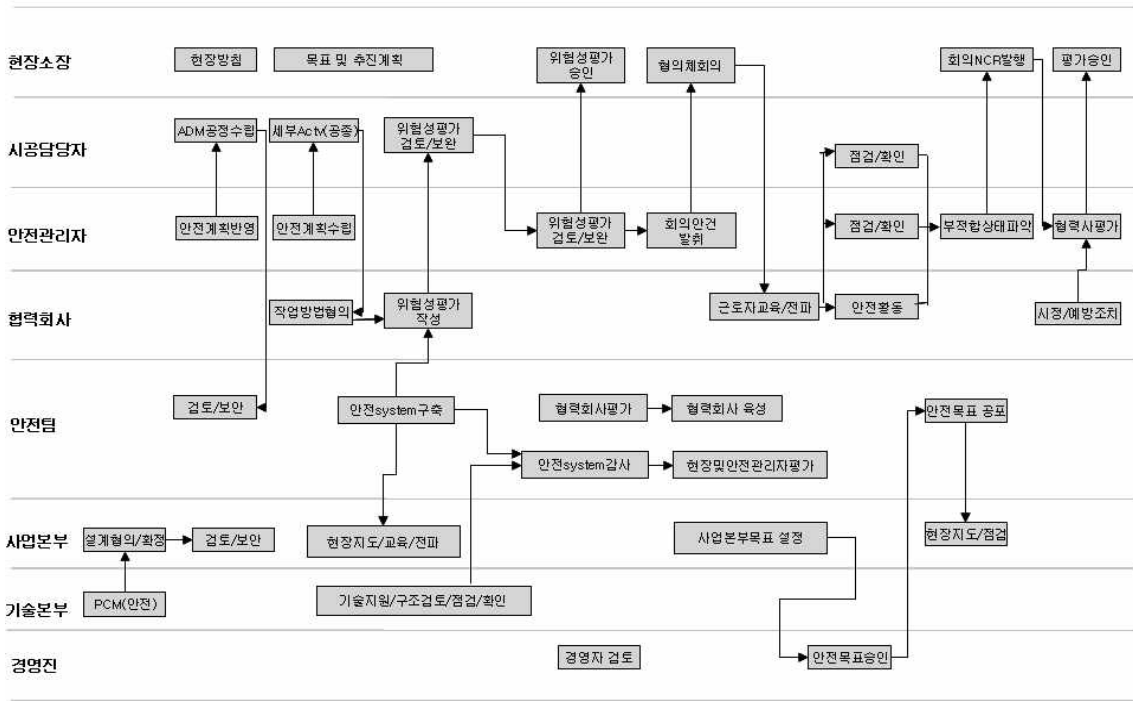 현장소장
현장방침
목표 및 추진계획
위험성평가
승인
협의체회의
회의NCR발행
평가승인
시공담당자
ADM공정수립
세부Actv(공종)
위험성평가
검토/보완
점검/확인
안전관리자
안전계획반영
안전계획수립
위험성평가
검토/보완
회의안건
발취
점검/확인
부적합상태파악
협력사평가
협력회사
작업방법협의
위험성평가
작성
근로자교육/전파
안전활동
시정/예방조치
안전팀
검토/보안
안전system구축
협력회사평가
협력회사 육성
안전목표 공포
안전system감사
현장및안전관리자평가
사업본부
설계협의/확정
검토/보안
현장지도/교육/전파
사업본부목표 설정
현장지도/점검
기술본부
PCM(안전)
기술지원/구조검토/점검/확인
경영진
경영자 검토
안전목표승인